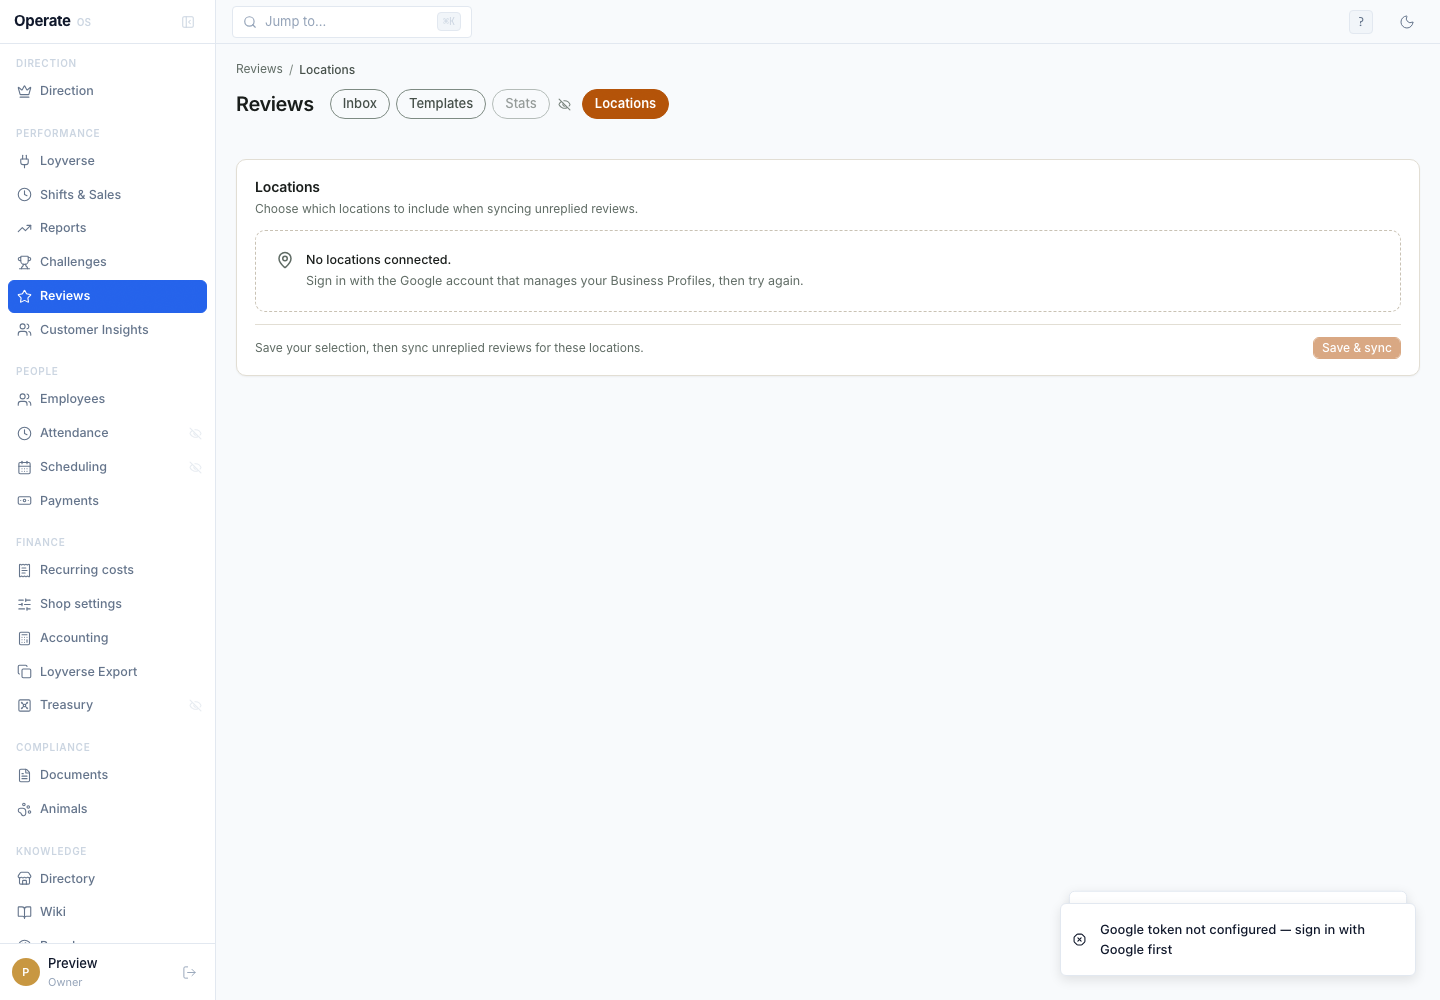 Operate OS
Jump to...
⌘K
?
DIRECTION
Direction
PERFORMANCE
Loyverse
Shifts & Sales
Reports
Challenges
Reviews
Customer Insights
PEOPLE
Employees
Attendance
Scheduling
Payments
FINANCE
Recurring costs
Shop settings
Accounting
Loyverse Export
Treasury
COMPLIANCE
Documents
Animals
KNOWLEDGE
Directory
Wiki
P
Preview
Owner
Reviews / Locations
Reviews
Inbox
Templates
Stats
Locations
Locations
Choose which locations to include when syncing unreplied reviews.
No locations connected.
Sign in with the Google account that manages your Business Profiles, then try again.
Save your selection, then sync unreplied reviews for these locations.
Save & sync
Google token not configured — sign in with
Google first